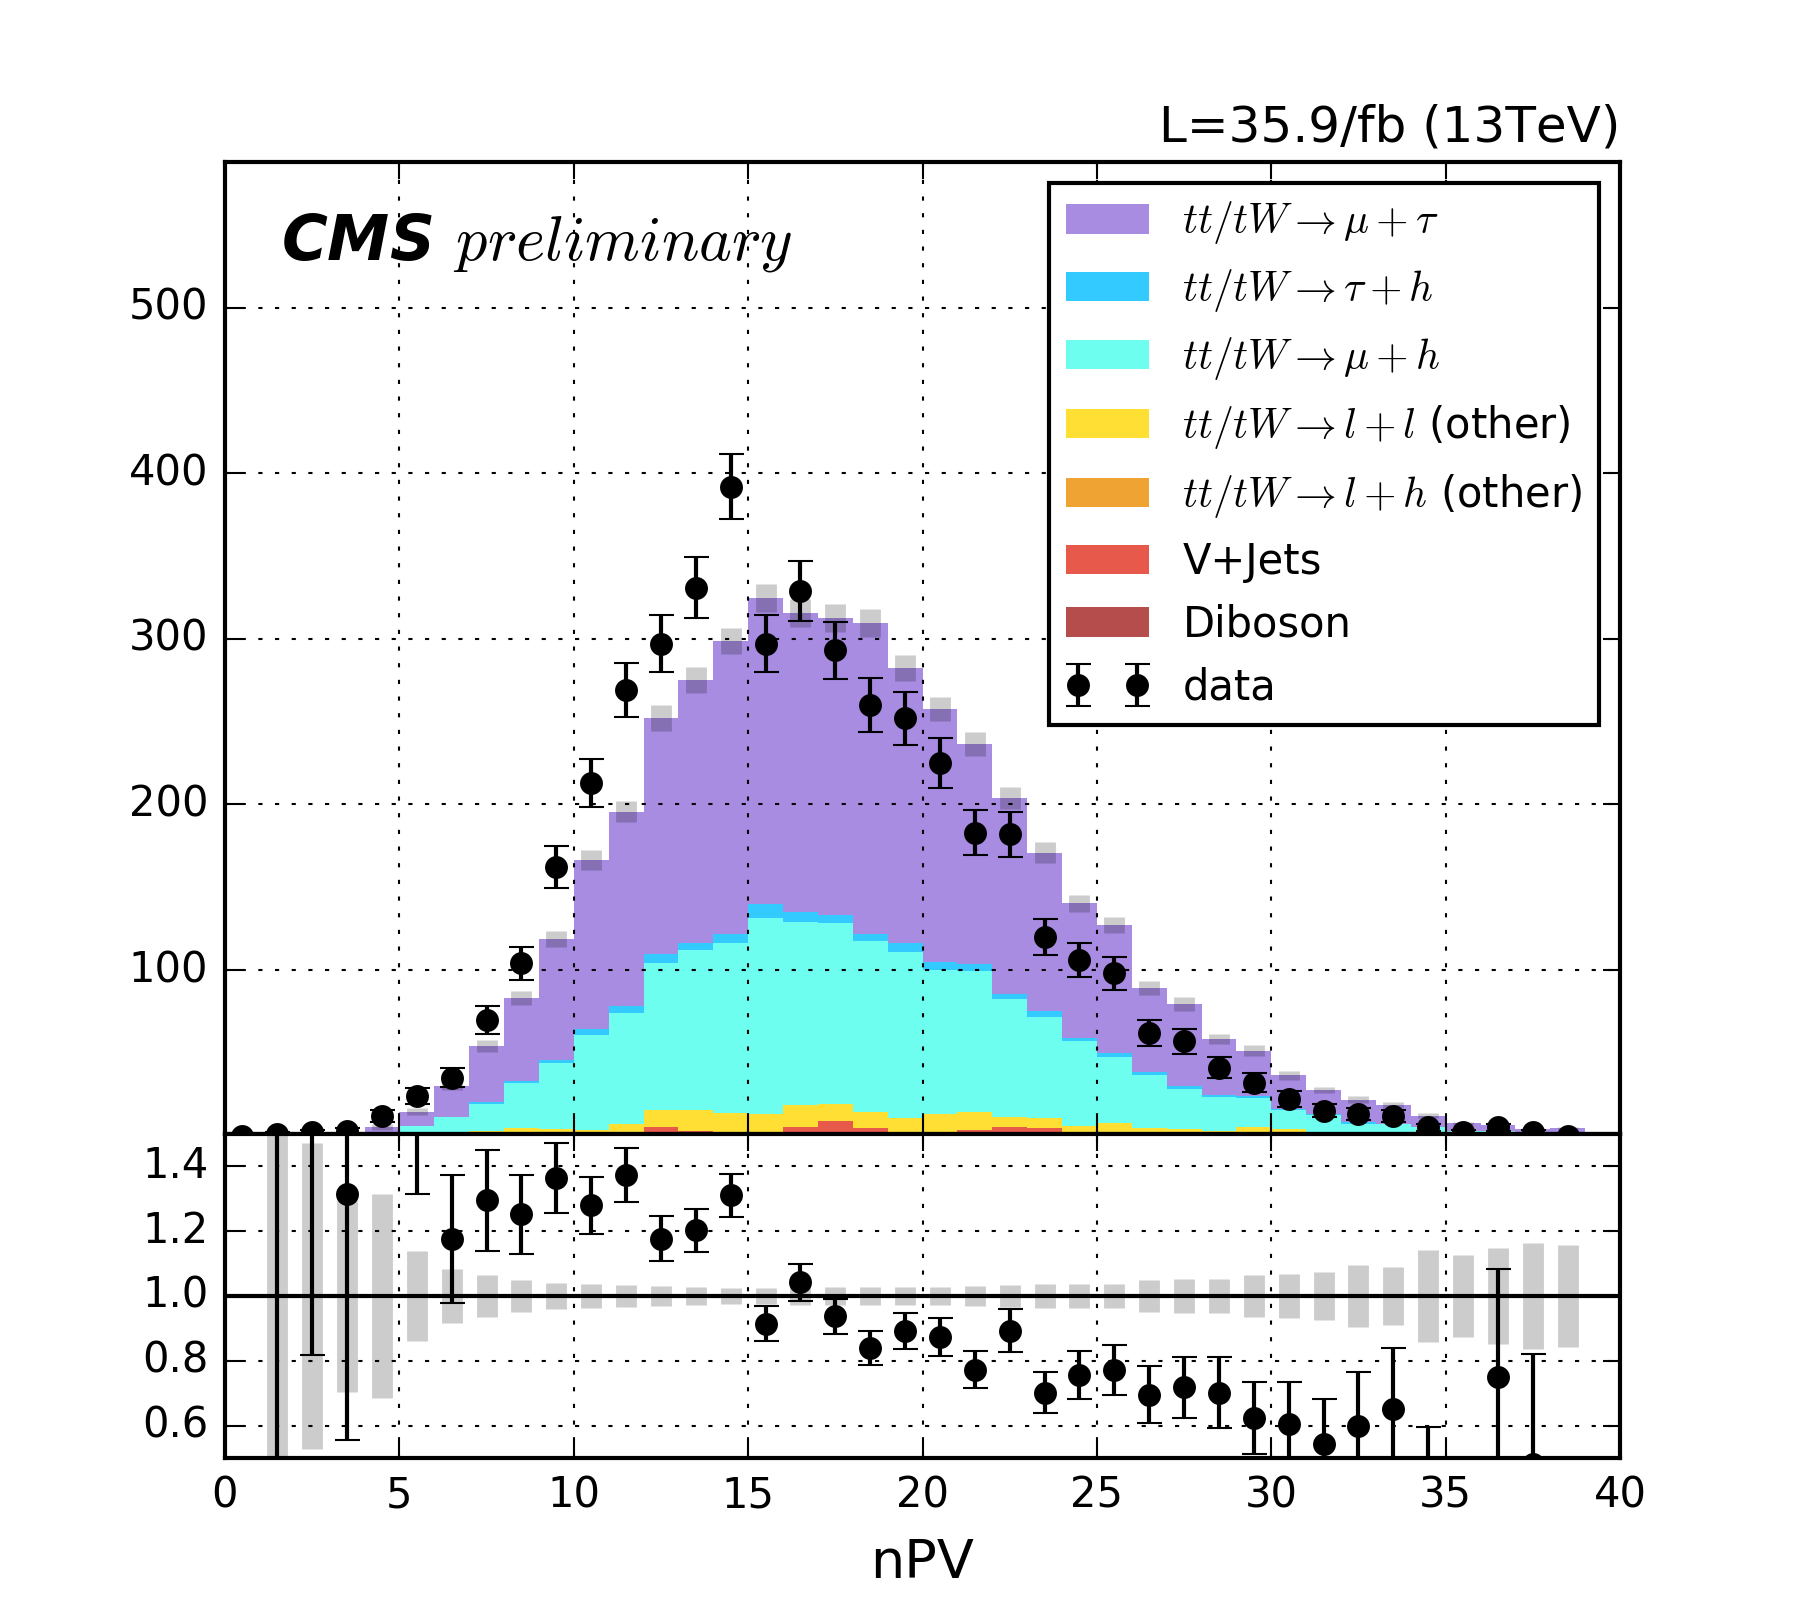 L=35.9/fb (13TeV)
CMS preliminary
tt/tW→μ+τ
tt/tW→τ+h
tt/tW→μ+h
tt/tW→l+l (other)
tt/tW→l+h (other)
V+Jets
Diboson
data
500
400
300
200
100
1.4
1.2
1.0
0.8
0.6
0 5 10 15 20 25 30 35 40
nPV